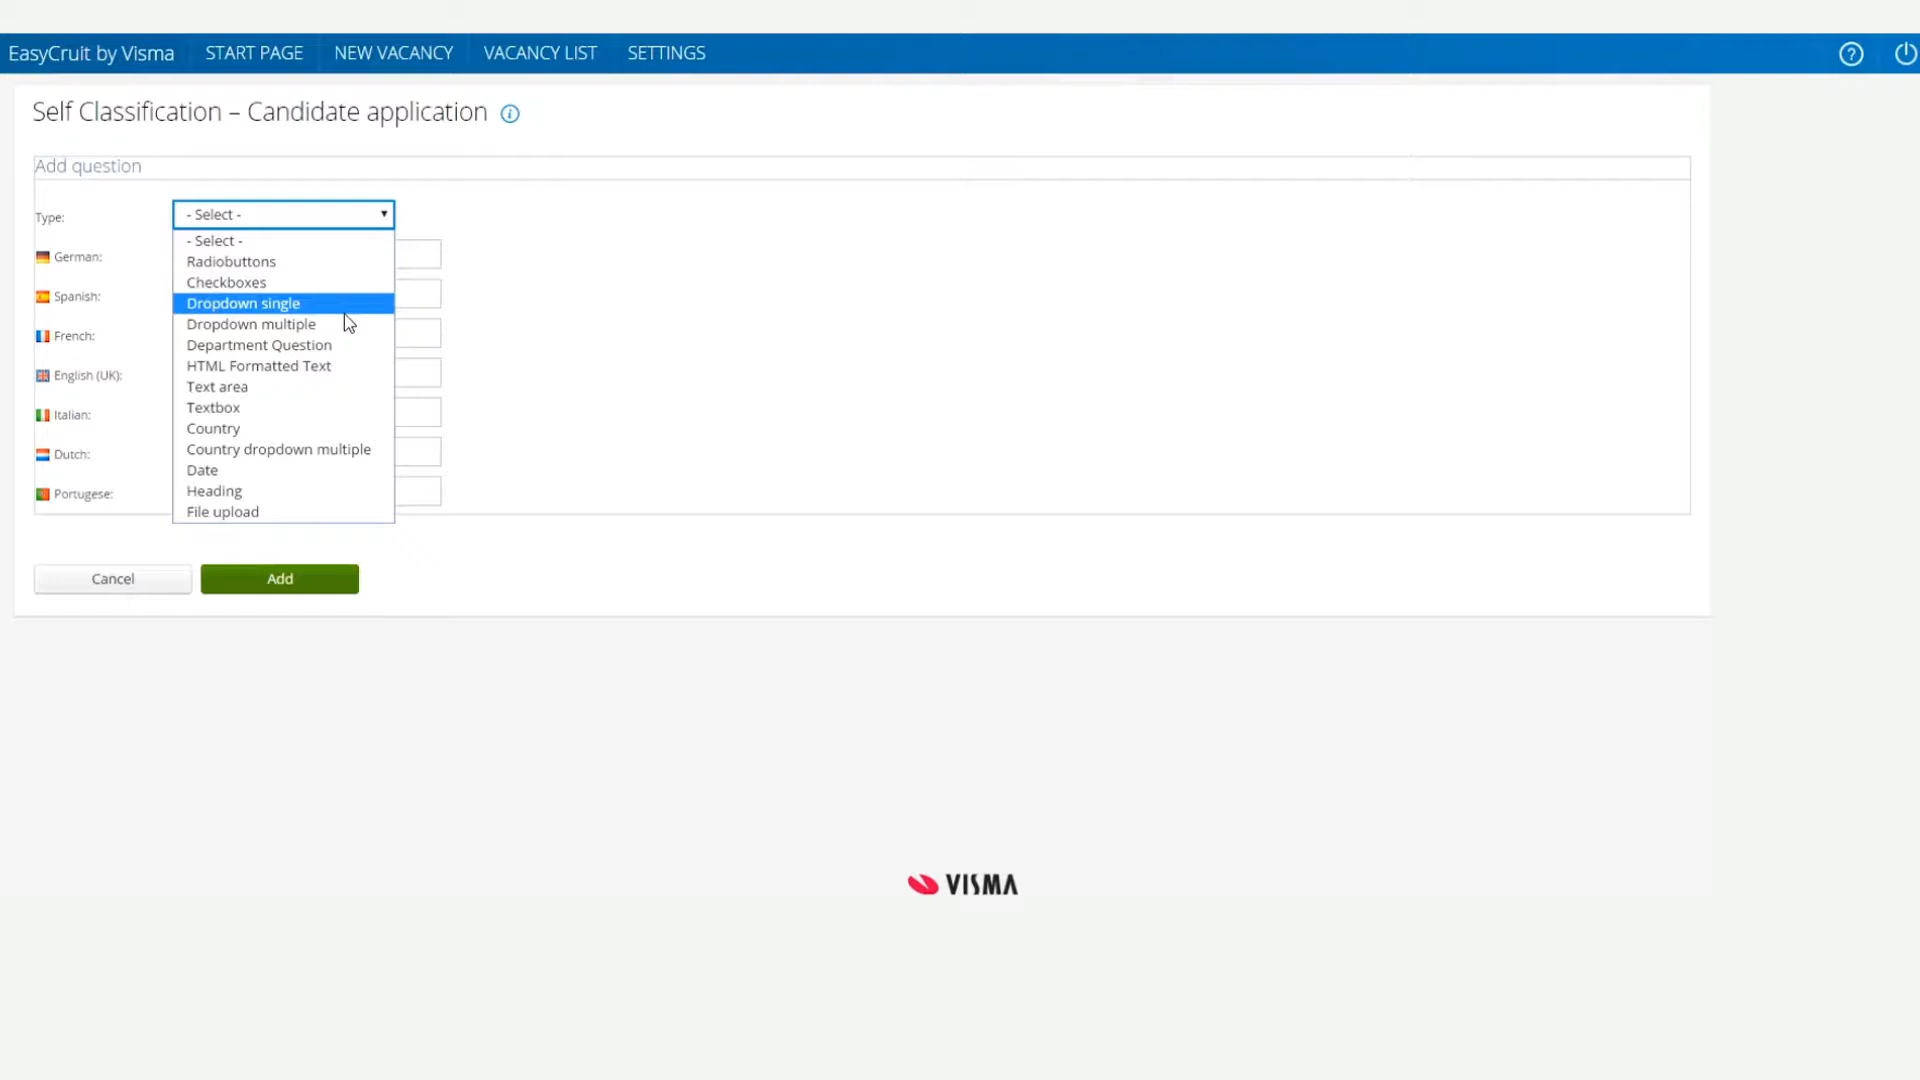 EasyCruit by Visma START PAGE NEW VACANCY VACANCY LIST SETTINGS
Self Classification – Candidate application
Add question
Type: - Select -
- Select -
German:
Radiobuttons
Checkboxes
Spanish:
Dropdown single
Dropdown multiple
French:
Department Question
HTML Formatted Text
English (UK):
Text area
Textbox
Italian:
Country
Country dropdown multiple
Dutch:
Date
Heading
Portugese:
File upload
Cancel Add
VISMA